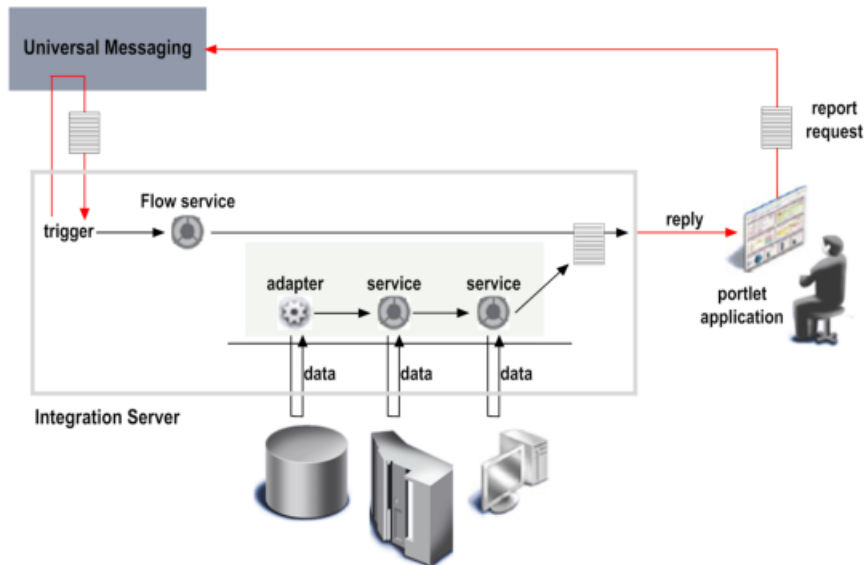 Universal Messaging
report
request
Flow service
trigger
reply
adapter
service
service
portlet
application
data
data
data
Integration Server